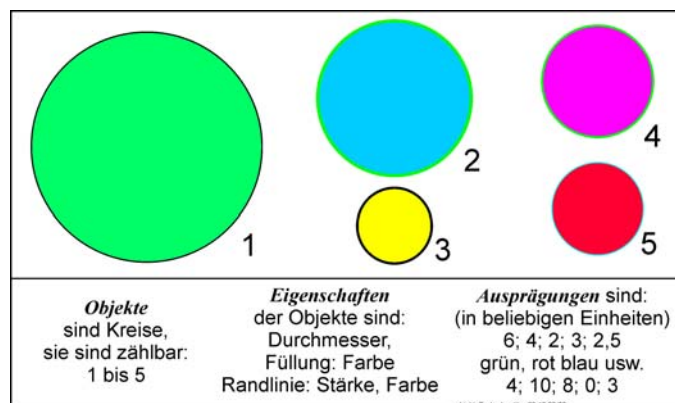 1
2
3
4
5
Objekte
sind Kreise,
sie sind zählbar:
1 bis 5
Eigenschaften
der Objekte sind:
Durchmesser,
Füllung: Farbe
Randlinie: Stärke, Farbe
Ausprägungen sind:
(in beliebigen Einheiten)
6; 4; 2; 3; 2,5
grün, rot blau usw.
4; 10; 8; 0; 3